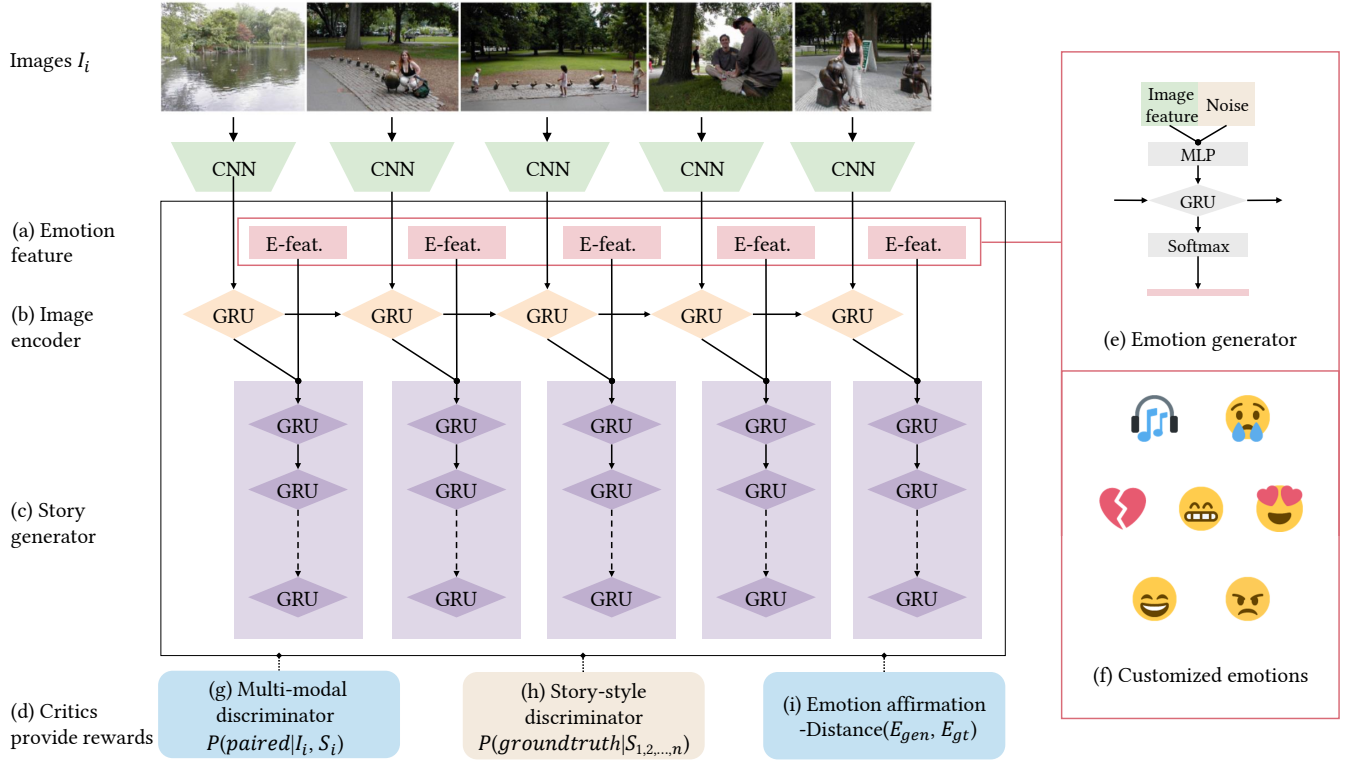 Images I_i
CNN CNN CNN CNN CNN
(a) Emotion
feature
E-feat. E-feat. E-feat. E-feat. E-feat.
(b) Image
encoder
GRU GRU GRU GRU GRU
GRU GRU GRU GRU GRU
GRU GRU GRU GRU GRU
(c) Story
generator
GRU GRU GRU GRU GRU
(d) Critics
provide rewards
(g) Multi-modal
discriminator
P(paired|I_i, S_i)
(h) Story-style
discriminator
P(groundtruth|S_{1,2,...,n})
(i) Emotion affirmation
-Distance(E_{gen}, E_{gt})
Image
feature
Noise
MLP
GRU
Softmax
(e) Emotion generator
(f) Customized emotions